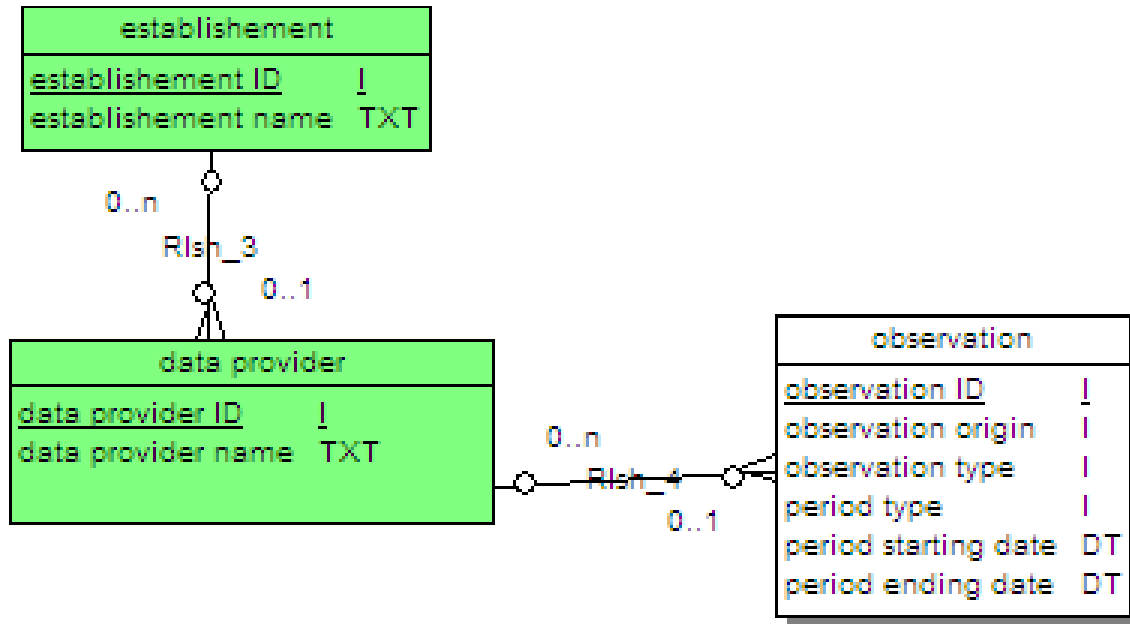 establishement
establishement ID I
establishement name TXT
0..n
Rlsh_3
0..1
data provider
data provider ID I
data provider name TXT
0..n
Rlsh_4
0..1
observation
observation ID I
observation origin I
observation type I
period type I
period starting date DT
period ending date DT